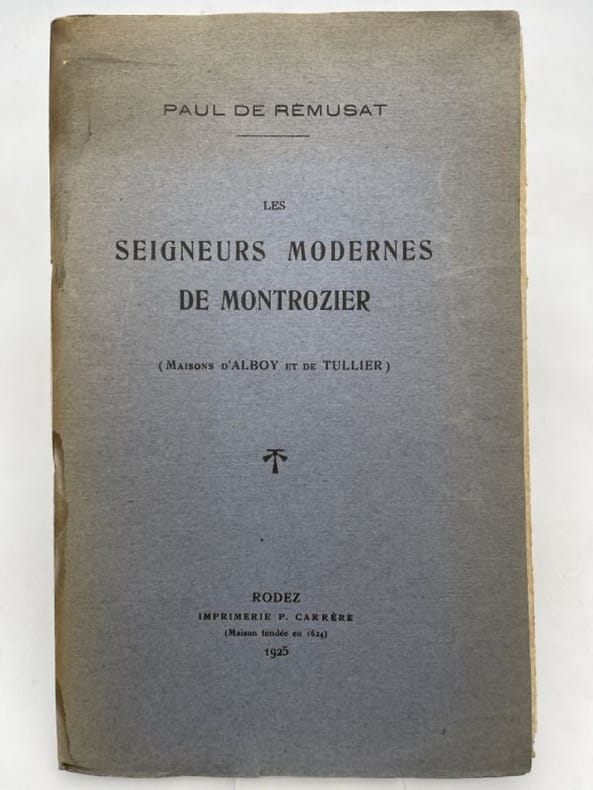 PAUL DE RÉMUSAT
LES
SEIGNEURS MODERNES
DE MONTROZIER
(MAISONS D'ALBOY ET DE TULLIER)
RODEZ
IMPRIMERIE P. CARRÈRE
(Maison fondée en 1624)
1925